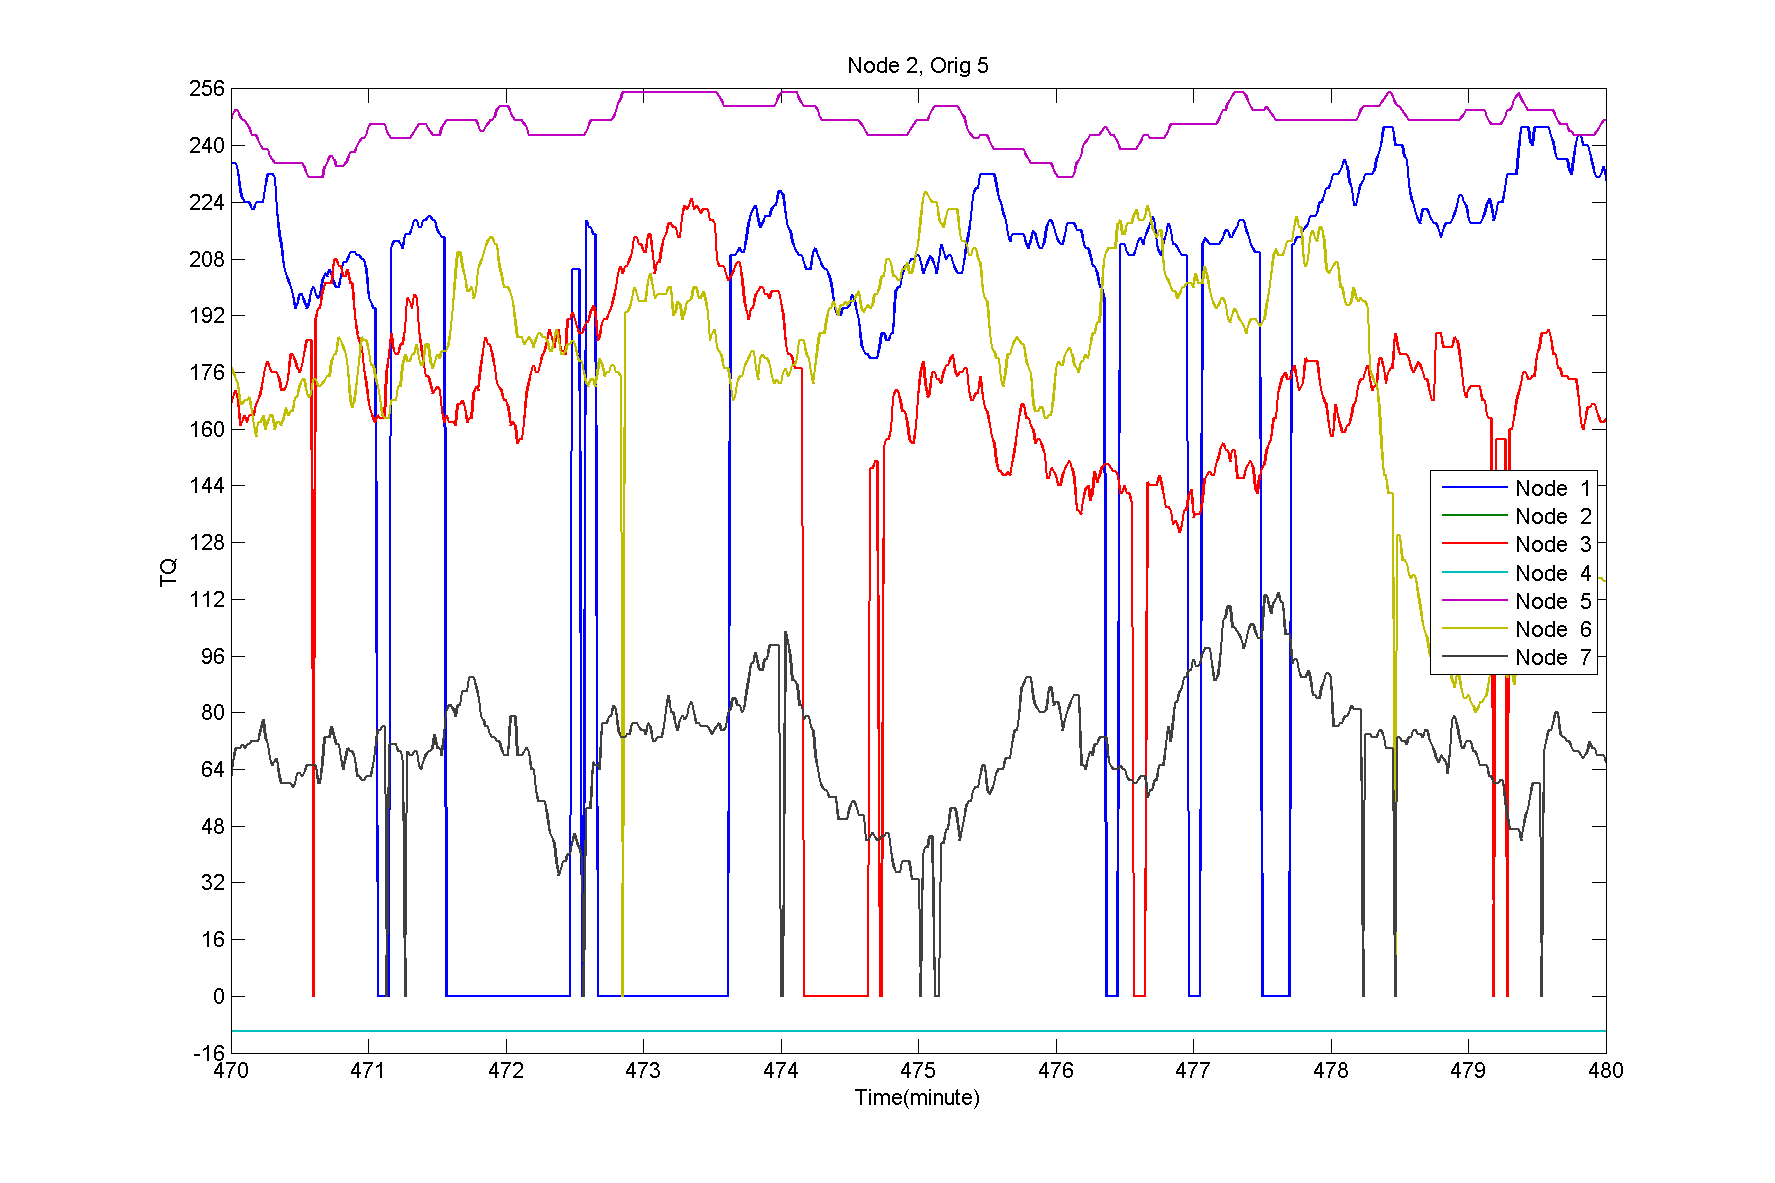 Node 2, Orig 5
256
240
224
208
192
176
160
144
128
112
96
80
64
48
32
16
0
-16
TQ
470 471 472 473 474 475 476 477 478 479 480
Time(minute)
Node 1
Node 2
Node 3
Node 4
Node 5
Node 6
Node 7